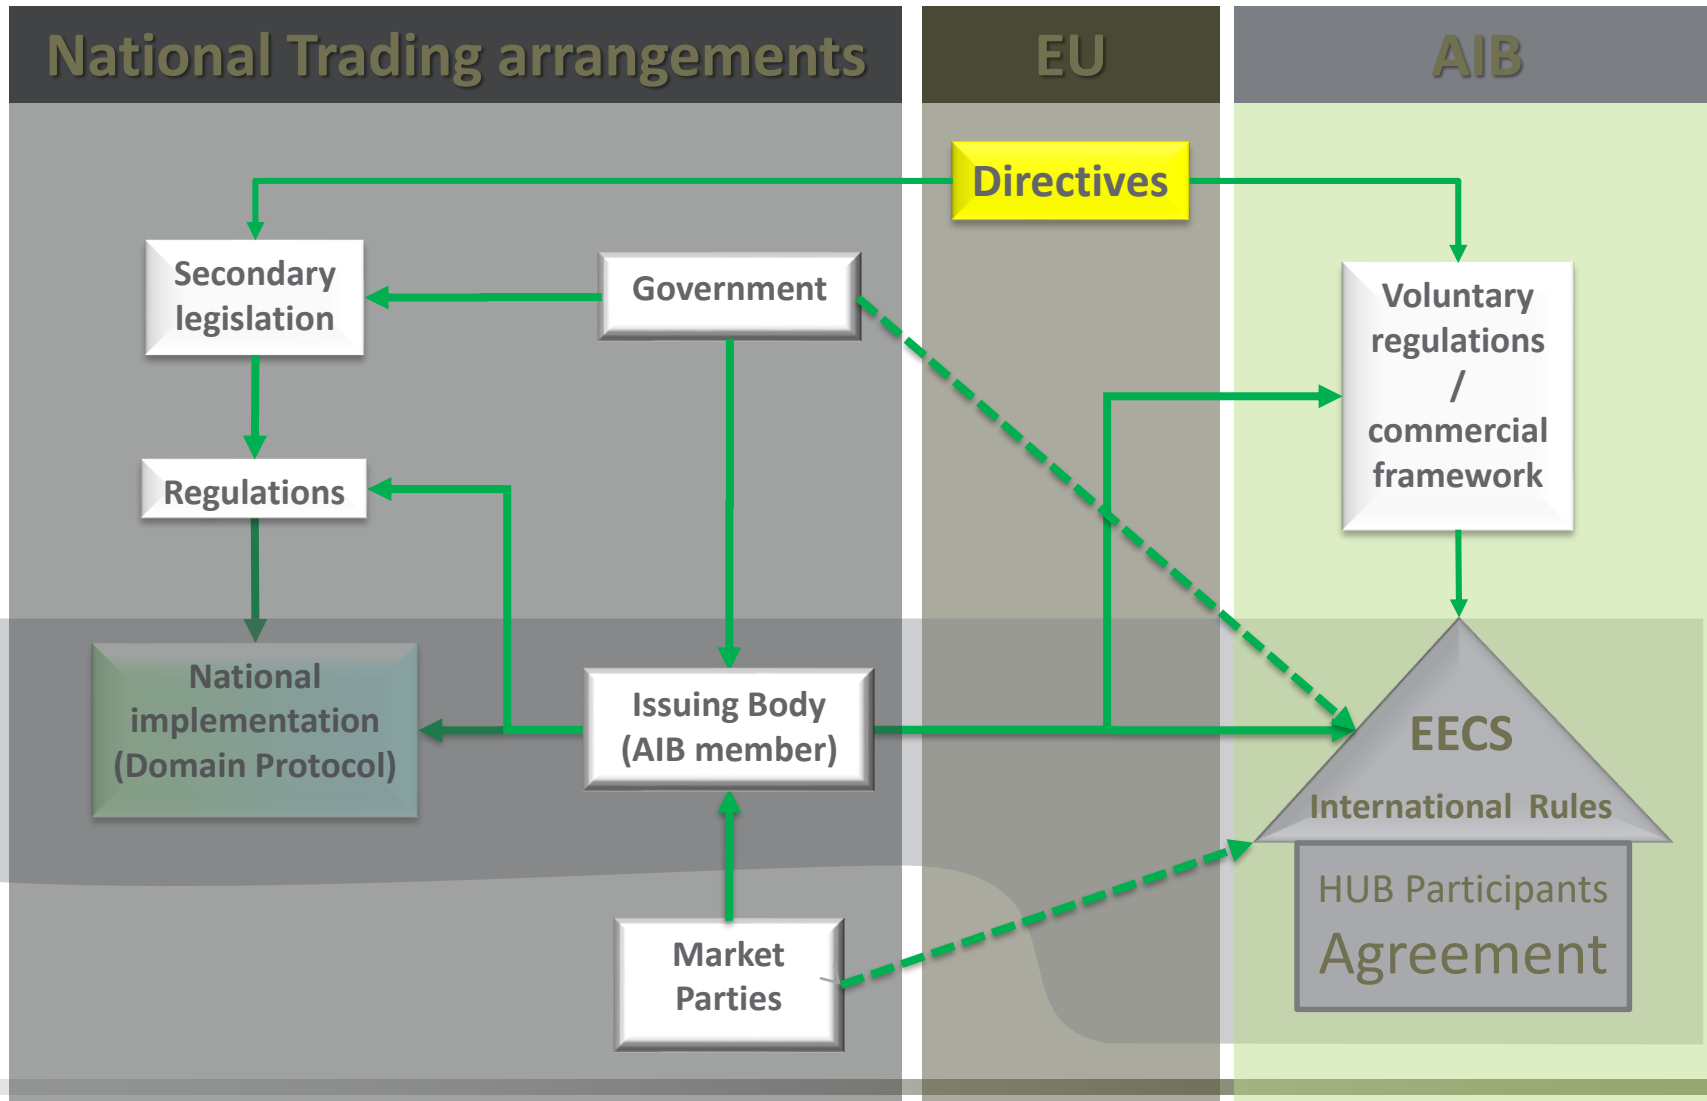 National Trading arrangements
EU
AIB
Directives
Secondary
legislation
Government
Voluntary
regulations
/
commercial
framework
Regulations
National
implementation
(Domain Protocol)
Issuing Body
(AIB member)
EECS
International Rules
HUB Participants
Agreement
Market
Parties